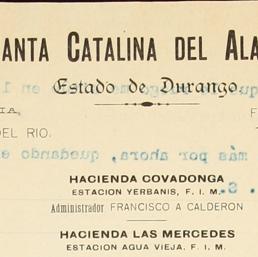 ANTA CATALINA DEL ALA
Estado de Durango.
IA,
DEL RIO.
más por ahora, quedando e
HACIENDA COVADONGA
ESTACION YERBANIS, F. I. M.
Administrador FRANCISCO A CALDERON
HACIENDA LAS MERCEDES
ESTACION AGUA VIEJA, F. I. M.